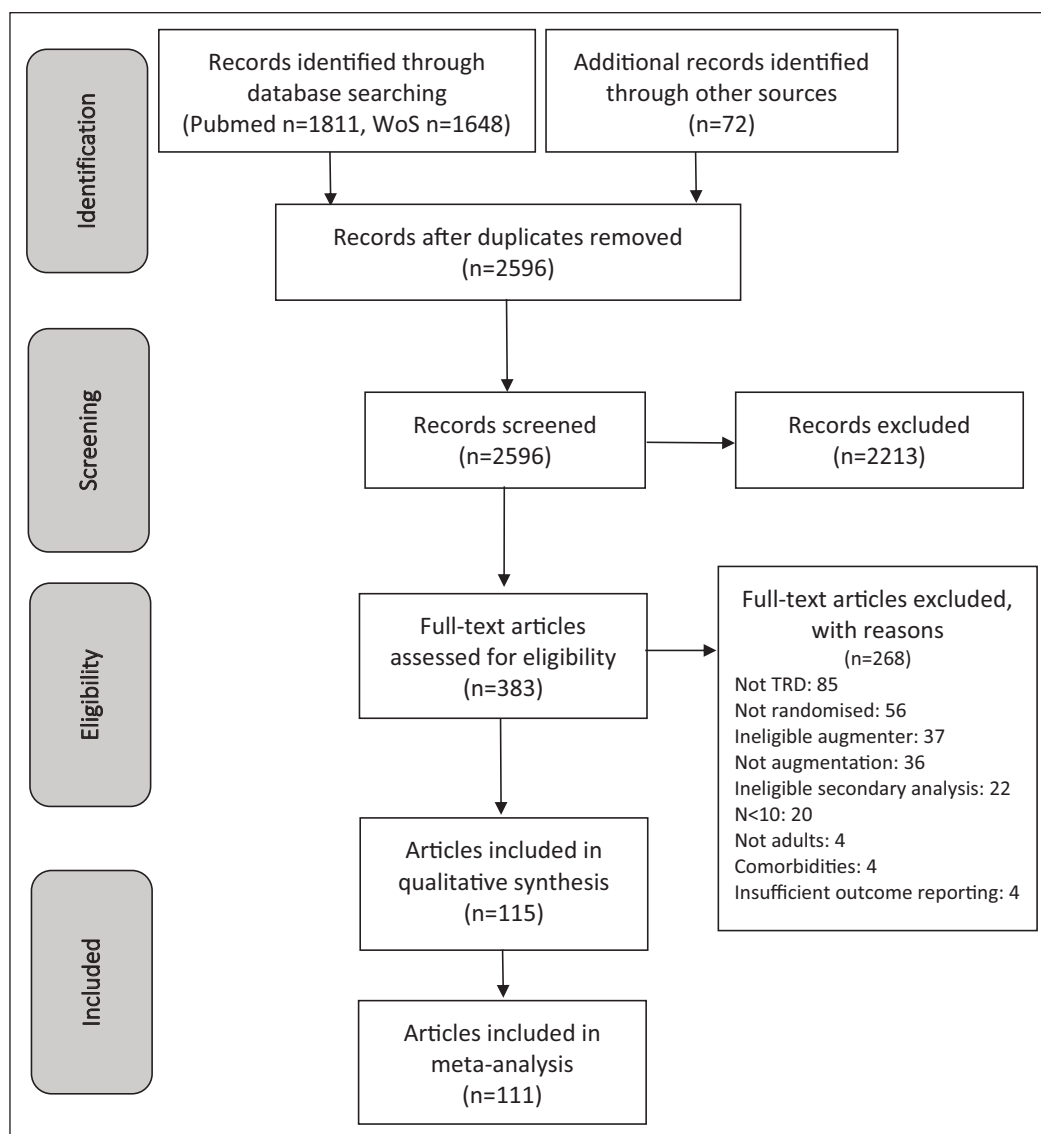 Identification
Records identified through
database searching
(Pubmed n=1811, WoS n=1648)
Additional records identified
through other sources
(n=72)
Records after duplicates removed
(n=2596)
Screening
Records screened
(n=2596)
Records excluded
(n=2213)
Eligibility
Full-text articles
assessed for eligibility
(n=383)
Full-text articles excluded,
with reasons
(n=268)
Not TRD: 85
Not randomised: 56
Ineligible augmenter: 37
Not augmentation: 36
Ineligible secondary analysis: 22
N<10: 20
Not adults: 4
Comorbidities: 4
Insufficient outcome reporting: 4
Included
Articles included in
qualitative synthesis
(n=115)
Articles included in
meta-analysis
(n=111)